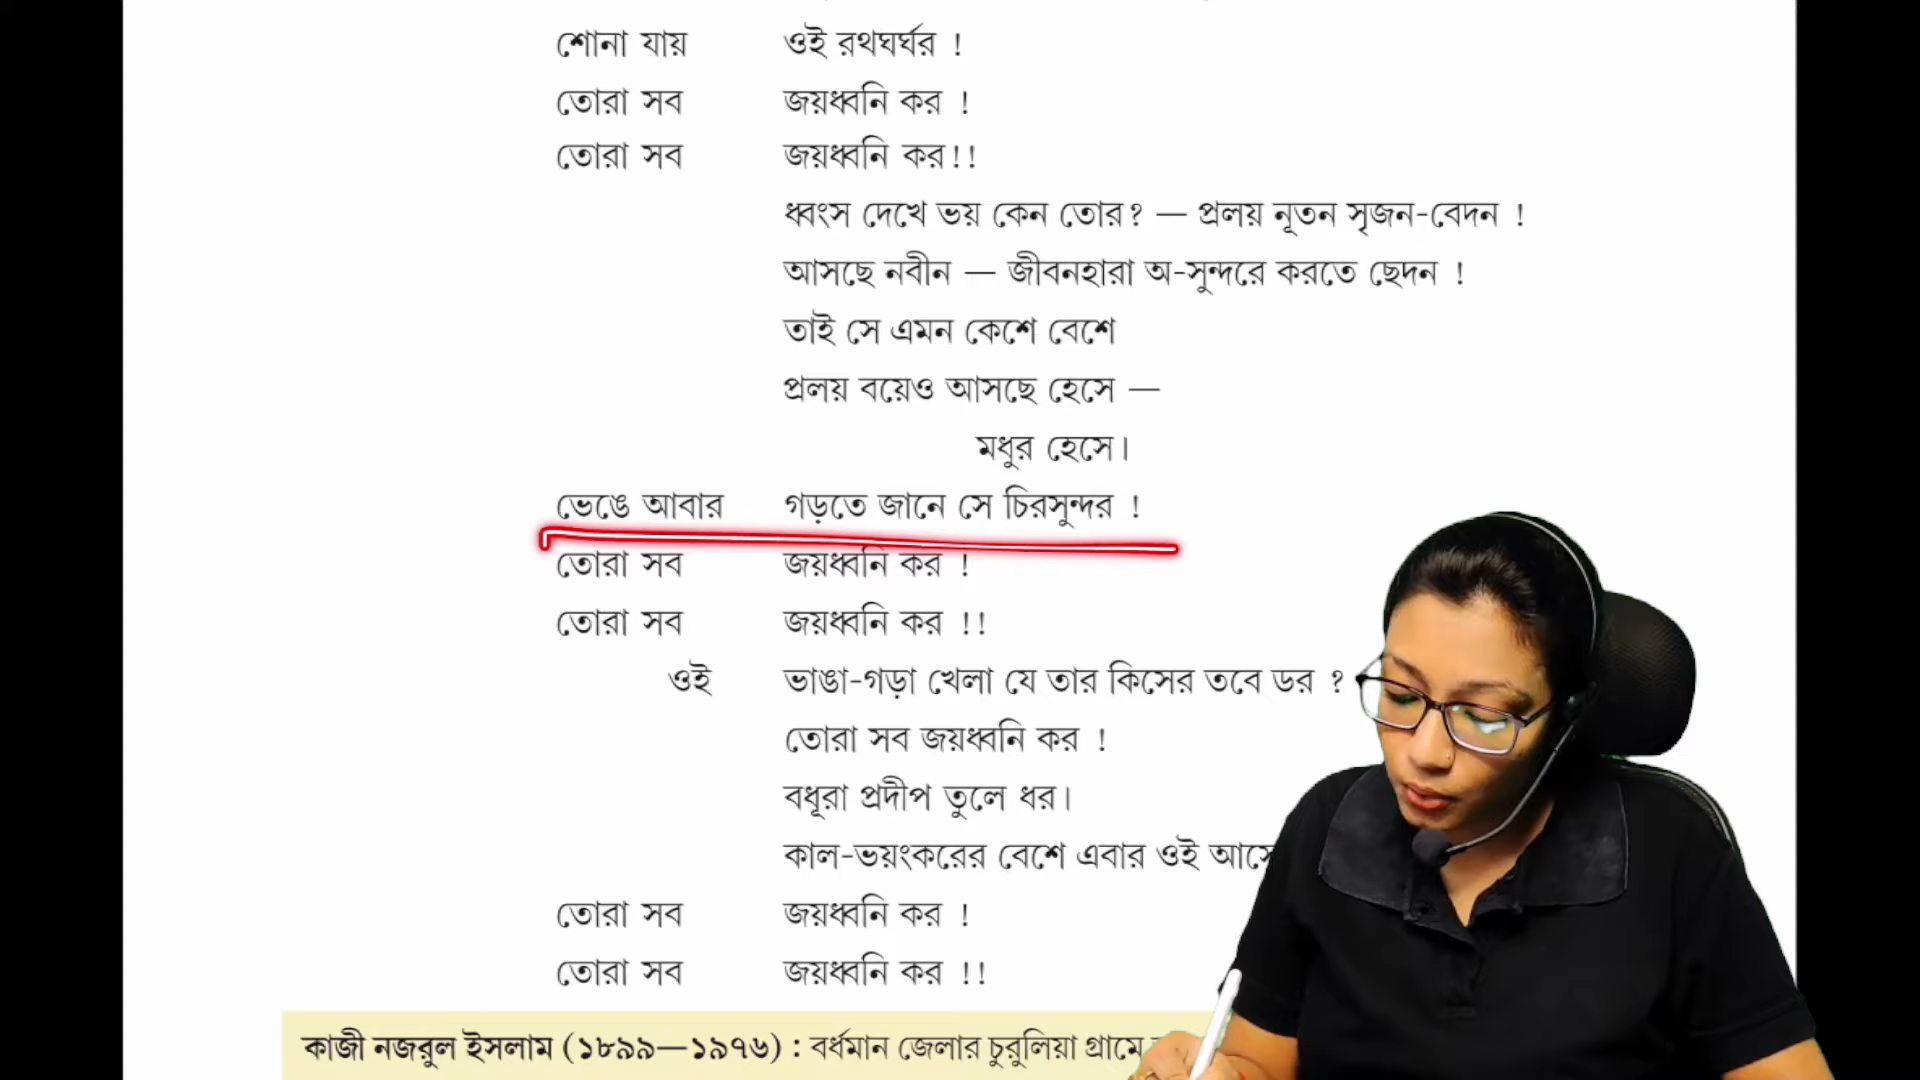 শোনা যায় ওই রথঘর্ঘর !
তোরা সব জয়ধ্বনি কর !
তোরা সব জয়ধ্বনি কর!!
ধ্বংস দেখে ভয় কেন তোর? — প্রলয় নূতন সৃজন-বেদন !
আসছে নবীন — জীবনহারা অ-সুন্দরে করতে ছেদন !
তাই সে এমন কেশে বেশে
প্রলয় বয়েও আসছে হেসে —
মধুর হেসে।
ভেঙে আবার গড়তে জানে সে চিরসুন্দর !
তোরা সব জয়ধ্বনি কর !
তোরা সব জয়ধ্বনি কর !!
ওই ভাঙা-গড়া খেলা যে তার কিসের তবে ডর ?
তোরা সব জয়ধ্বনি কর !
বধূরা প্রদীপ তুলে ধর।
কাল-ভয়ংকরের বেশে এবার ওই আসে
তোরা সব জয়ধ্বনি কর !
তোরা সব জয়ধ্বনি কর !!
কাজী নজরুল ইসলাম (১৮৯৯—১৯৭৬) : বর্ধমান জেলার চুরুলিয়া গ্রামে